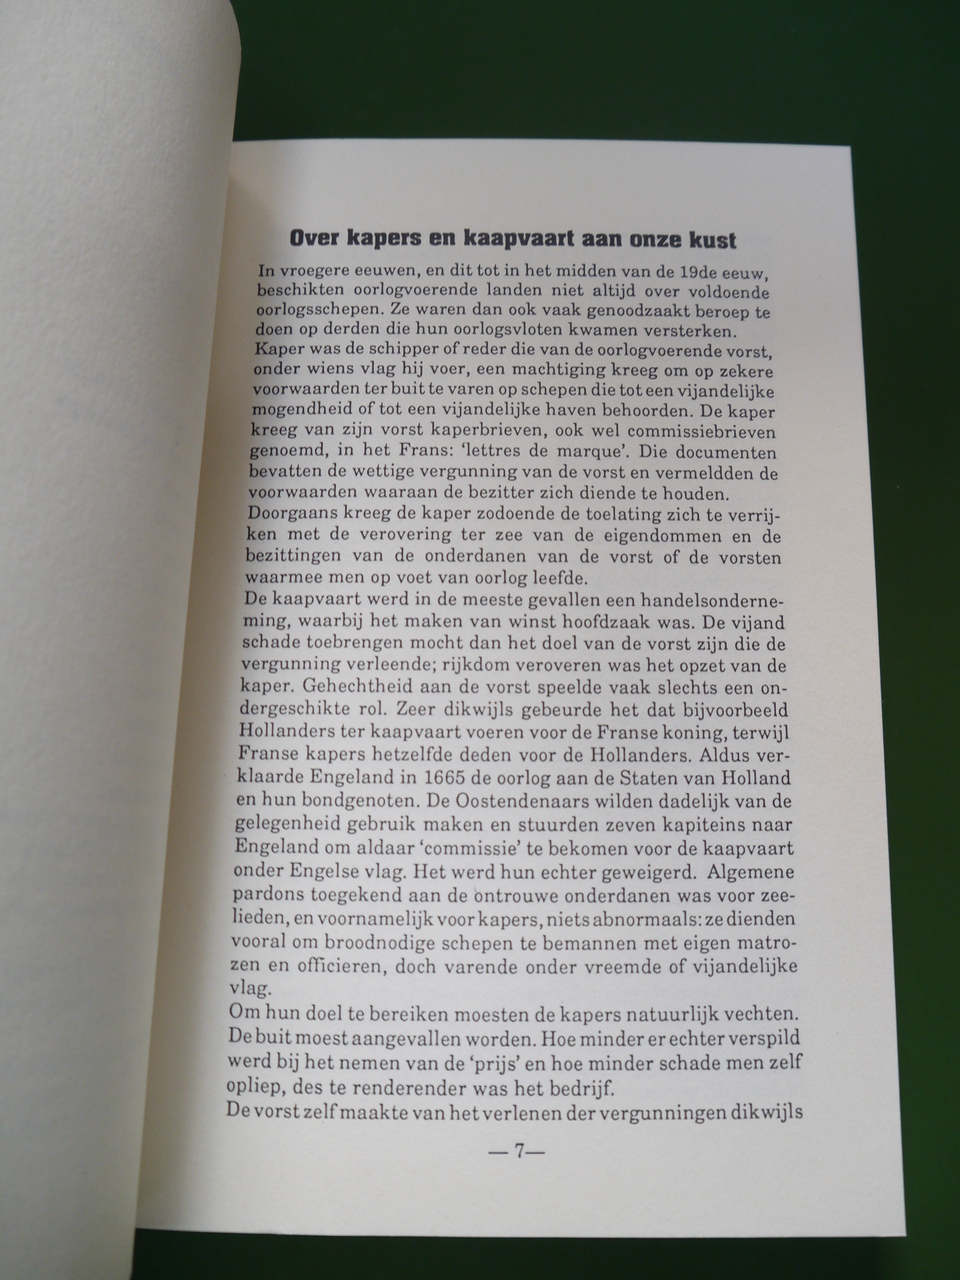 Over kapers en kaapvaart aan onze kust
In vroegere eeuwen, en dit tot in het midden van de 19de eeuw,
beschikten oorlogvoerende landen niet altijd over voldoende
oorlogsschepen. Ze waren dan ook vaak genoodzaakt beroep te
doen op derden die hun oorlogsvloten kwamen versterken.
Kaper was de schipper of reder die van de oorlogvoerende vorst,
onder wiens vlag hij voer, een machtiging kreeg om op zekere
voorwaarden ter buit te varen op schepen die tot een vijandelijke
mogendheid of tot een vijandelijke haven behoorden. De kaper
kreeg van zijn vorst kaperbrieven, ook wel commissiebrieven
genoemd, in het Frans: ‘lettres de marque’. Die documenten
bevatten de wettige vergunning van de vorst en vermeldden de
voorwaarden waaraan de bezitter zich diende te houden.
Doorgaans kreeg de kaper zodoende de toelating zich te verrij-
ken met de verovering ter zee van de eigendommen en de
bezittingen van de onderdanen van de vorst of de vorsten
waarmee men op voet van oorlog leefde.
De kaapvaart werd in de meeste gevallen een handelsonderne-
ming, waarbij het maken van winst hoofdzaak was. De vijand
schade toebrengen mocht dan het doel van de vorst zijn die de
vergunning verleende; rijkdom veroveren was het opzet van de
kaper. Gehechtheid aan de vorst speelde vaak slechts een on-
dergeschikte rol. Zeer dikwijls gebeurde het dat bijvoorbeeld
Hollanders ter kaapvaart voeren voor de Franse koning, terwijl
Franse kapers hetzelfde deden voor de Hollanders. Aldus ver-
klaarde Engeland in 1665 de oorlog aan de Staten van Holland
en hun bondgenoten. De Oostendenaars wilden dadelijk van de
gelegenheid gebruik maken en stuurden zeven kapiteins naar
Engeland om aldaar ‘commissie’ te bekomen voor de kaapvaart
onder Engelse vlag. Het werd hun echter geweigerd. Algemene
pardons toegekend aan de ontrouwe onderdanen was voor zee-
lieden, en voornamelijk voor kapers, niets abnormaals: ze dienden
vooral om broodnodige schepen te bemannen met eigen matro-
zen en officieren, doch varende onder vreemde of vijandelijke
vlag.
Om hun doel te bereiken moesten de kapers natuurlijk vechten.
De buit moest aangevallen worden. Hoe minder er echter verspild
werd bij het nemen van de ‘prijs’ en hoe minder schade men zelf
opliep, des te renderender was het bedrijf.
De vorst zelf maakte van het verlenen der vergunningen dikwijls
— 7—